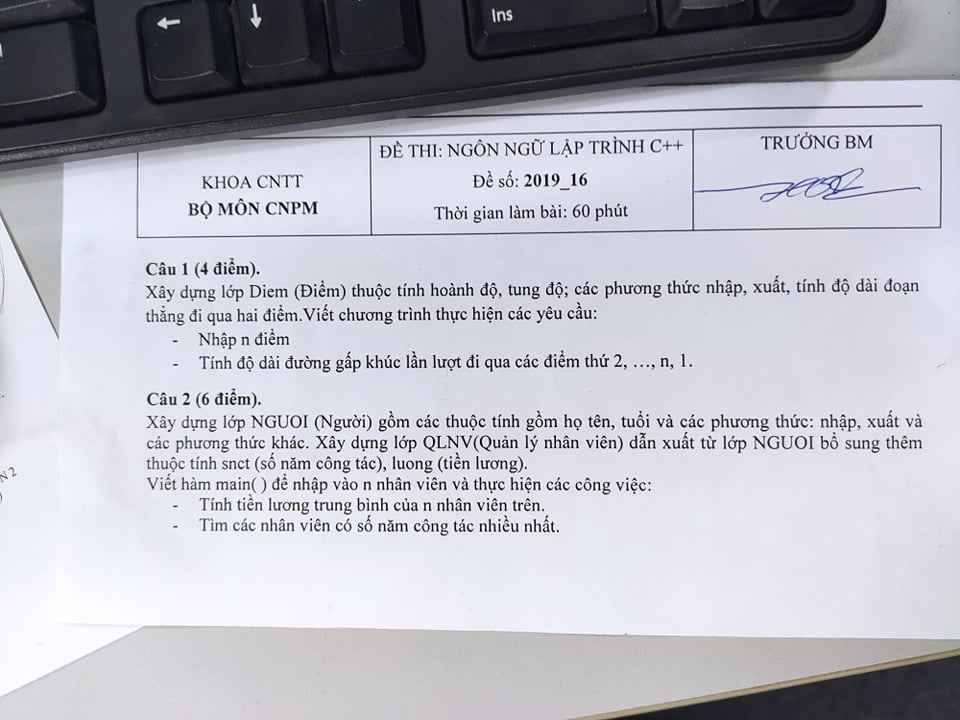 Ins
KHOA CNTT
BỘ MÔN CNPM
ĐỀ THI: NGÔN NGỮ LẬP TRÌNH C++
Đề số: 2019_16
Thời gian làm bài: 60 phút
TRƯỞNG BM
Câu 1 (4 điểm).
Xây dựng lớp Diem (Điểm) thuộc tính hoành độ, tung độ; các phương thức nhập, xuất, tính độ dài đoạn
thẳng đi qua hai điểm.Viết chương trình thực hiện các yêu cầu:
- Nhập n điểm
- Tính độ dài đường gấp khúc lần lượt đi qua các điểm thứ 2, …, n, 1.
Câu 2 (6 điểm).
Xây dựng lớp NGUOI (Người) gồm các thuộc tính gồm họ tên, tuổi và các phương thức: nhập, xuất và
các phương thức khác. Xây dựng lớp QLNV(Quản lý nhân viên) dẫn xuất từ lớp NGUOI bổ sung thêm
thuộc tính snct (số năm công tác), luong (tiền lương).
Viết hàm main( ) để nhập vào n nhân viên và thực hiện các công việc:
- Tính tiền lương trung bình của n nhân viên trên.
- Tìm các nhân viên có số năm công tác nhiều nhất.